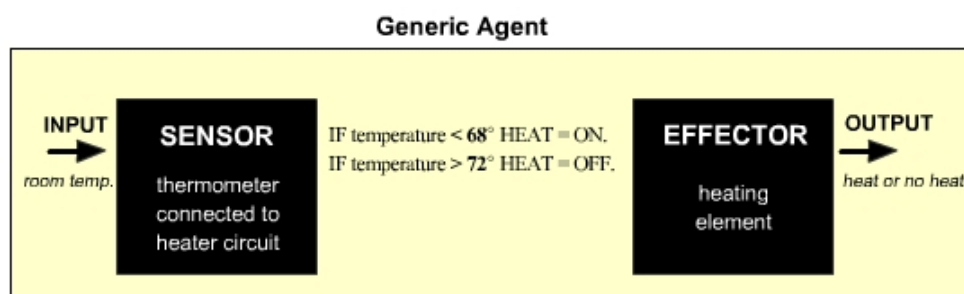 Generic Agent
INPUT
room temp.
SENSOR
thermometer
connected to
heater circuit
IF temperature < 68° HEAT = ON.
IF temperature > 72° HEAT = OFF.
EFFECTOR
heating
element
OUTPUT
heat or no heat